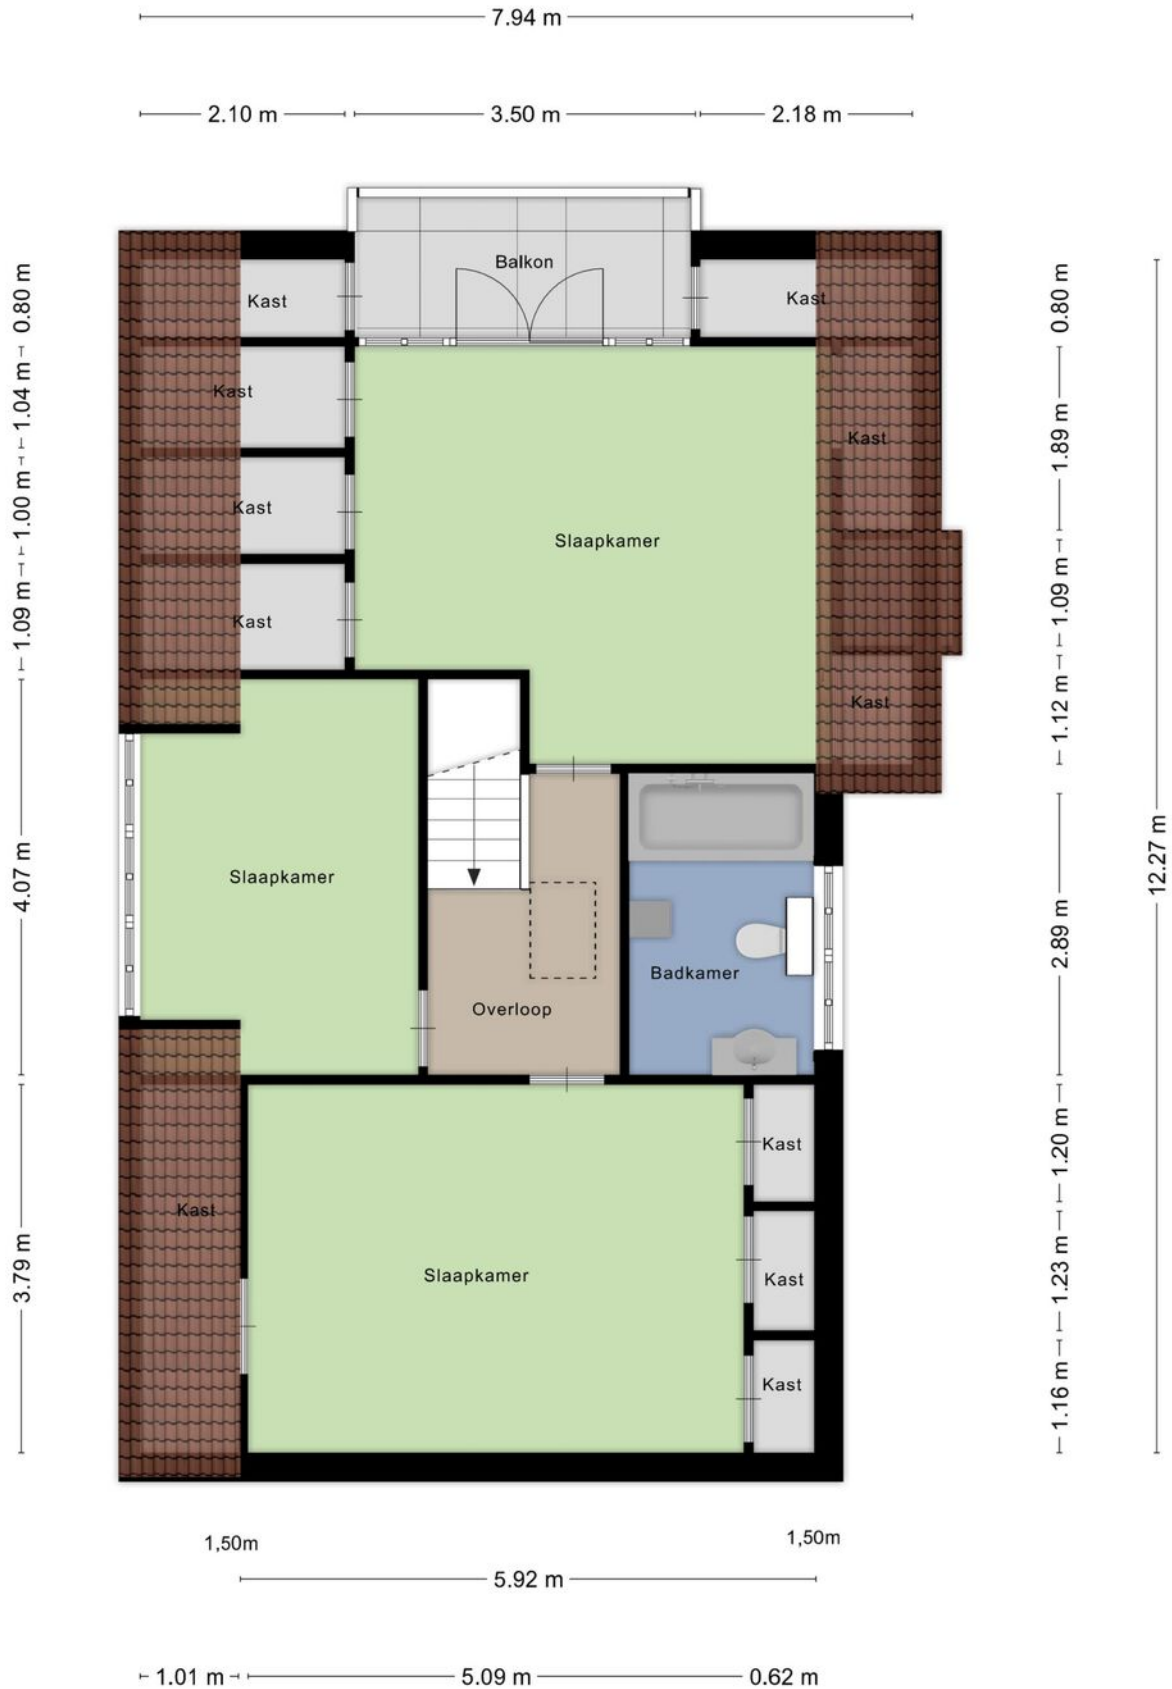 7.94 m
2.10 m
3.50 m
2.18 m
Balkon
Kast
Kast
0.80 m
0.80 m
Kast
1.04 m
Kast
1.89 m
Kast
1.00 m
Slaapkamer
Kast
1.09 m
1.09 m
Kast
1.12 m
Slaapkamer
4.07 m
12.27 m
Badkamer
2.89 m
Overloop
Kast
1.20 m
Kast
Slaapkamer
3.79 m
Kast
1.23 m
Kast
1.16 m
1,50m
1,50m
5.92 m
1.01 m
5.09 m
0.62 m